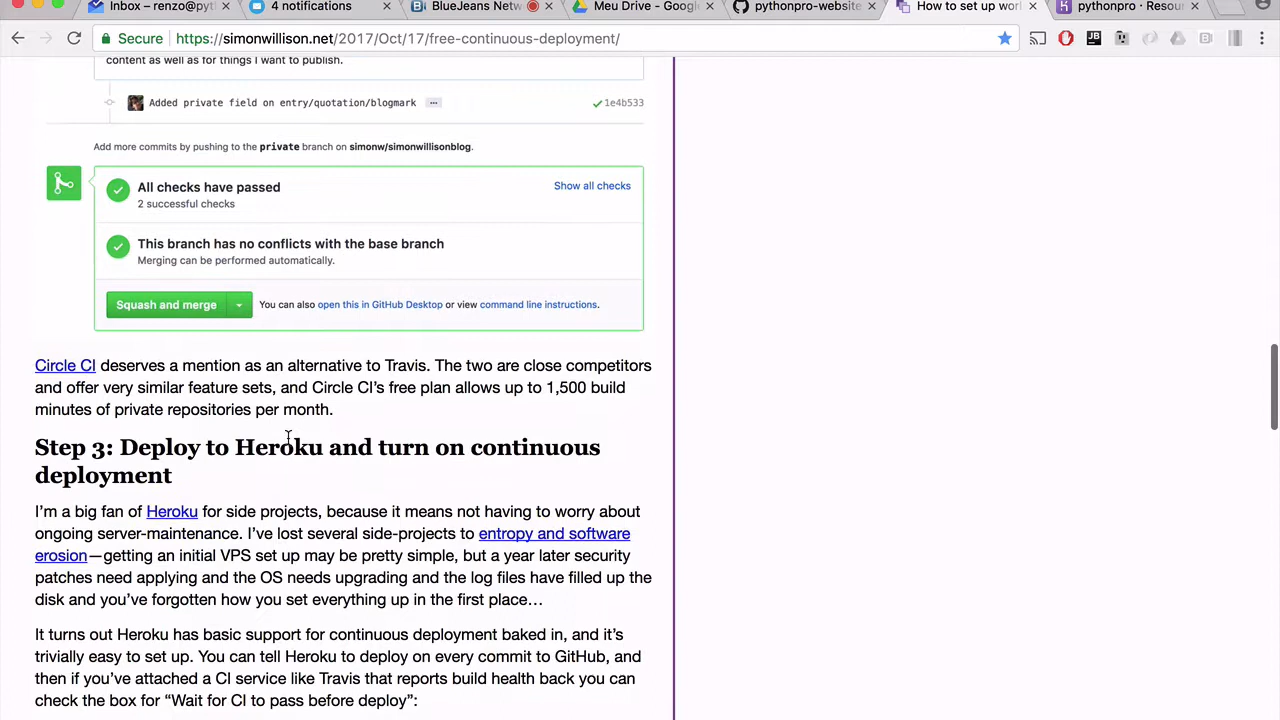 Inbox – renzo@pyt
4 notifications
BlueJeans Netw
Meu Drive - Googl
pythonpro-website
How to set up worl
pythonpro · Resour
Secure
https://simonwillison.net/2017/Oct/17/free-continuous-deployment/
content as well as for things I want to publish.
Added private field on entry/quotation/blogmark
1e4b533
Add more commits by pushing to the private branch on simonw/simonwillisonblog.
All checks have passed
Show all checks
2 successful checks
This branch has no conflicts with the base branch
Merging can be performed automatically.
Squash and merge
You can also open this in GitHub Desktop or view command line instructions.
Circle CI deserves a mention as an alternative to Travis. The two are close competitors
and offer very similar feature sets, and Circle CI’s free plan allows up to 1,500 build
minutes of private repositories per month.
Step 3: Deploy to Heroku and turn on continuous
deployment
I’m a big fan of Heroku for side projects, because it means not having to worry about
ongoing server-maintenance. I’ve lost several side-projects to entropy and software
erosion—getting an initial VPS set up may be pretty simple, but a year later security
patches need applying and the OS needs upgrading and the log files have filled up the
disk and you’ve forgotten how you set everything up in the first place…
It turns out Heroku has basic support for continuous deployment baked in, and it’s
trivially easy to set up. You can tell Heroku to deploy on every commit to GitHub, and
then if you’ve attached a CI service like Travis that reports build health back you can
check the box for “Wait for CI to pass before deploy”: